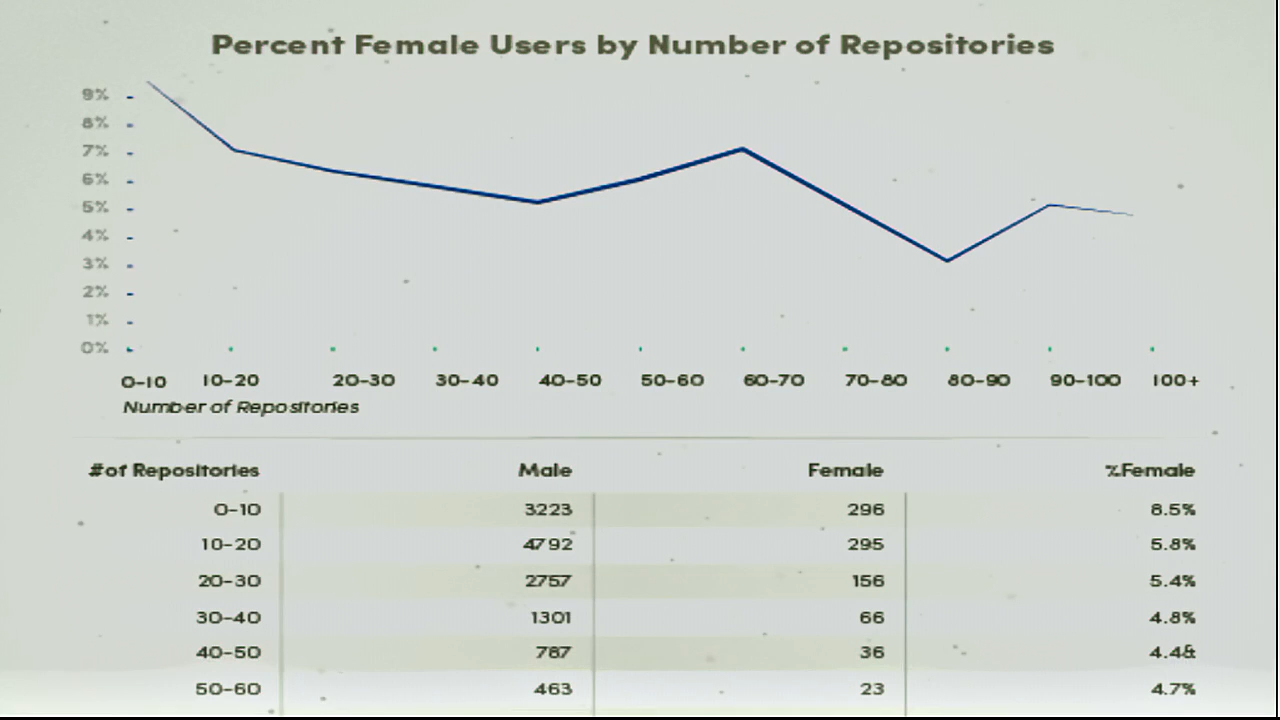 Percent Female Users by Number of Repositories
9%
8%
7%
6%
5%
4%
3%
2%
1%
0%
0-10 10-20 20-30 30-40 40-50 50-60 60-70 70-80 80-90 90-100 100+
Number of Repositories
#of Repositories Male Female %Female
0-10 3223 296 8.5%
10-20 4792 295 5.8%
20-30 2757 156 5.4%
30-40 1301 66 4.8%
40-50 787 36 4.4&
50-60 463 23 4.7%